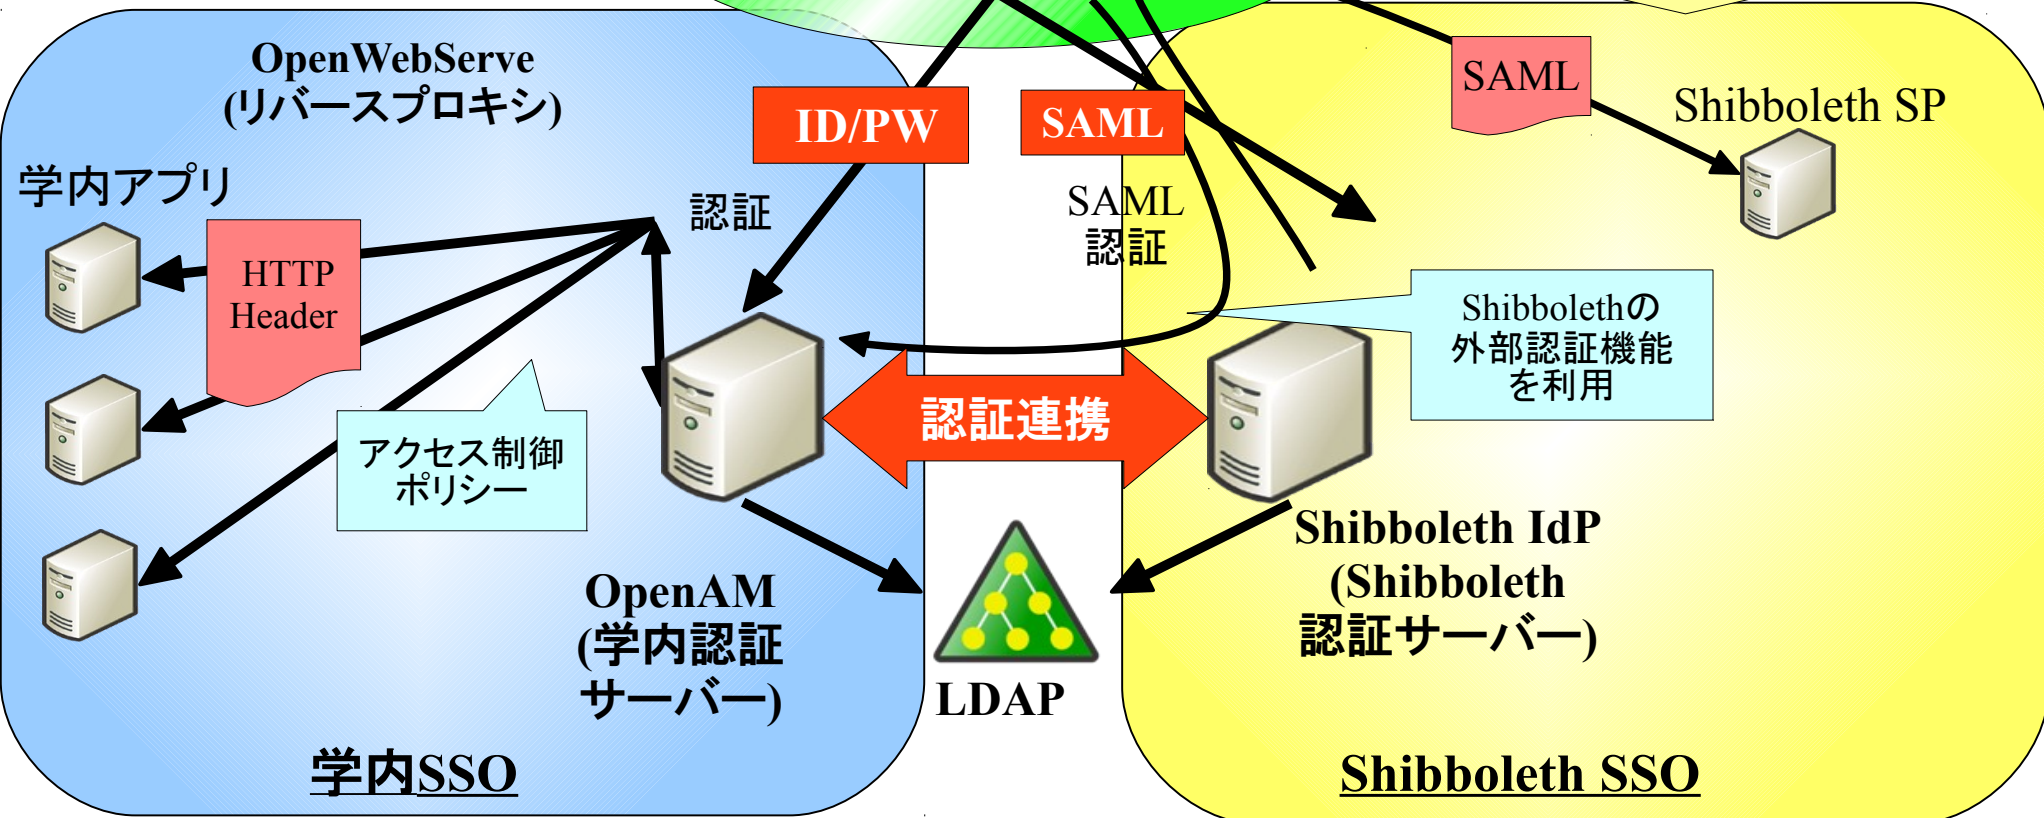 OpenWebServe
(リバースプロキシ)
学内アプリ
HTTP
Header
アクセス制御
ポリシー
認証
ID/PW
SAML
SAML
認証
認証連携
OpenAM
(学内認証
サーバー)
LDAP
学内SSO
SAML
Shibboleth SP
Shibbolethの
外部認証機能
を利用
Shibboleth IdP
(Shibboleth
認証サーバー)
Shibboleth SSO